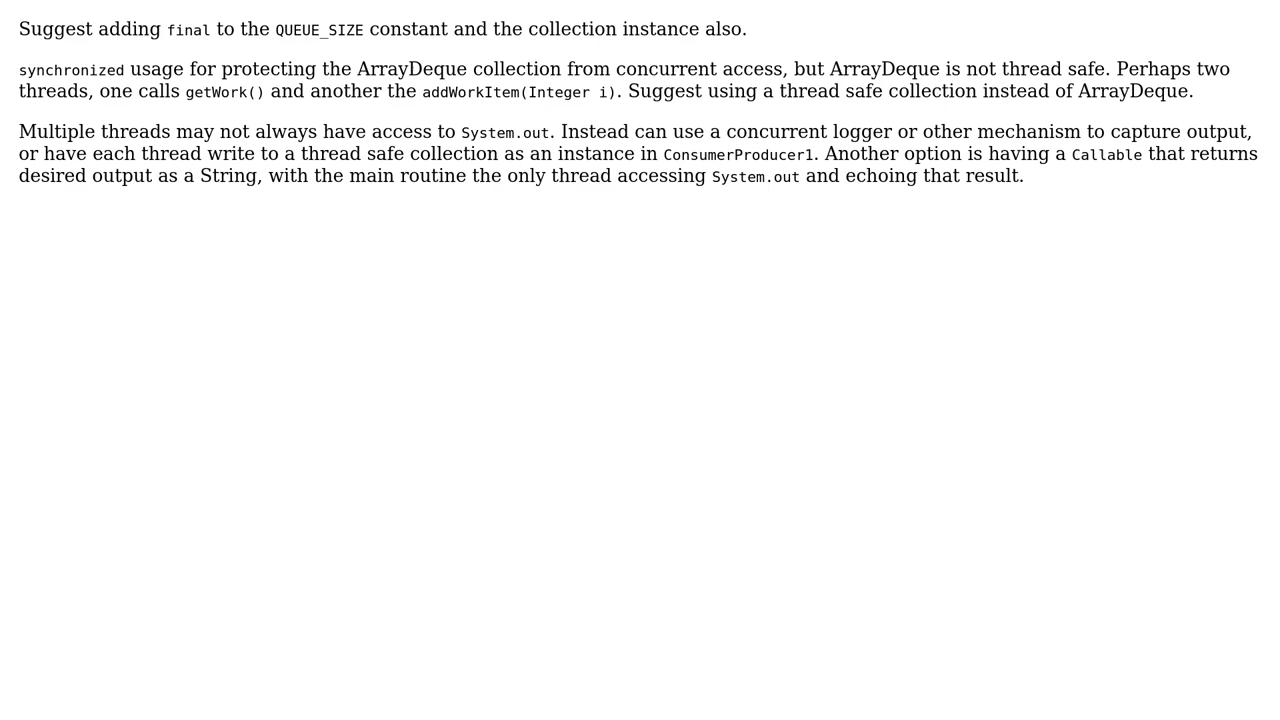 Suggest adding final to the QUEUE_SIZE constant and the collection instance also.
synchronized usage for protecting the ArrayDeque collection from concurrent access, but ArrayDeque is not thread safe. Perhaps two
threads, one calls getWork() and another the addWorkItem(Integer i). Suggest using a thread safe collection instead of ArrayDeque.
Multiple threads may not always have access to System.out. Instead can use a concurrent logger or other mechanism to capture output,
or have each thread write to a thread safe collection as an instance in ConsumerProducer1. Another option is having a Callable that returns
desired output as a String, with the main routine the only thread accessing System.out and echoing that result.